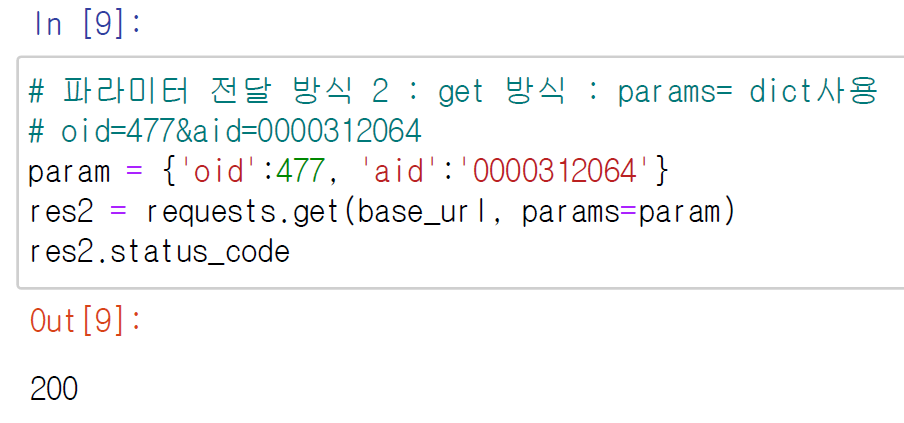 In [9]:
# 파라미터 전달 방식 2 : get 방식 : params= dict사용
# oid=477&aid=0000312064
param = {'oid':477, 'aid':'0000312064'}
res2 = requests.get(base_url, params=param)
res2.status_code
Out[9]:
200